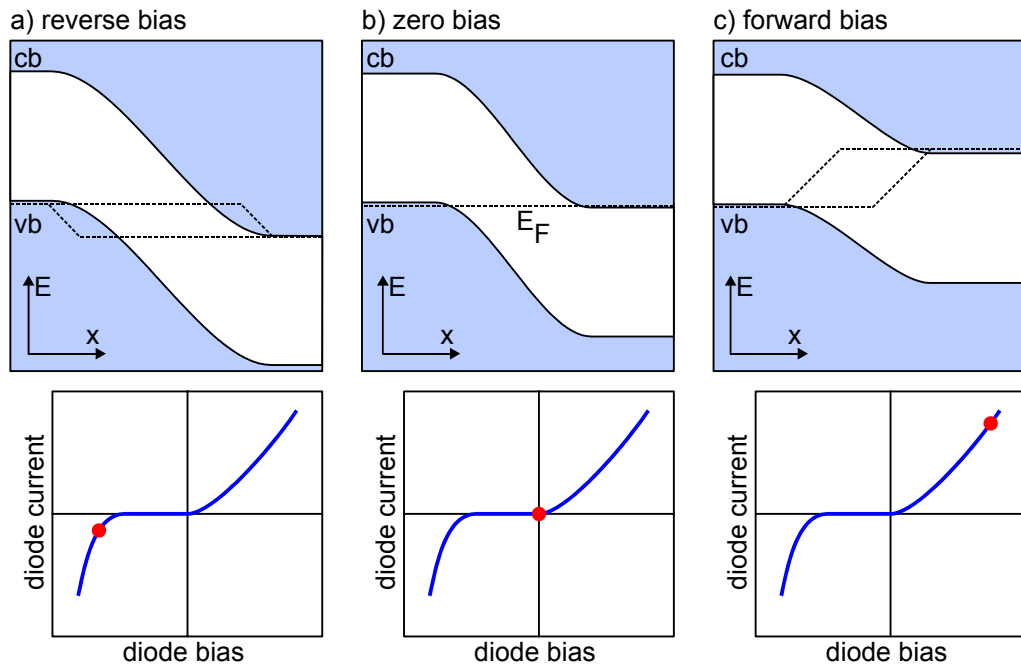 a) reverse bias
b) zero bias
c) forward bias
cb
cb
cb
vb
vb
vb
E_F
E
E
E
x
x
x
diode current
diode current
diode current
diode bias
diode bias
diode bias